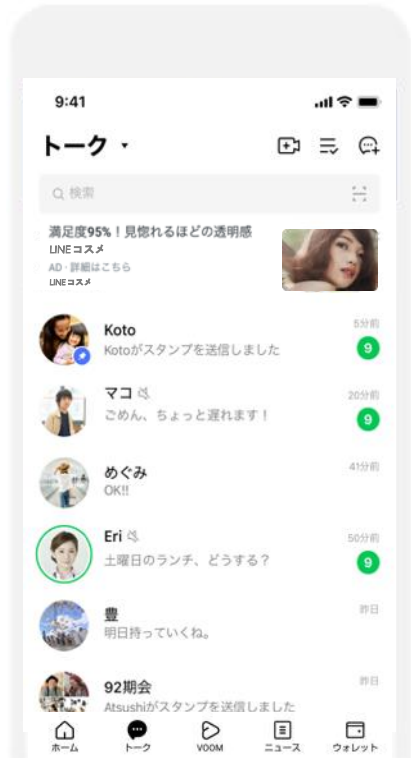 9:41
トーク
検索
満足度95%！見惚れるほどの透明感
LINEコスメ
AD・詳細はこちら
LINEコスメ
Koto
5分前
Kotoがスタンプを送信しました
9
マコ
20分前
ごめん、ちょっと遅れます！
9
めぐみ
41分前
OK!!
Eri
50分前
土曜日のランチ、どうする？
9
豊
昨日
明日持っていくね。
92期会
昨日
Atsushiがスタンプを送信しました
ホーム トーク VOOM ニュース ウォレット